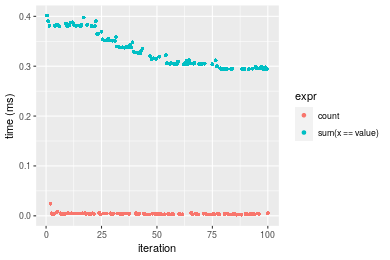 0.4
0.3
0.2
0.1
0.0
time (ms)
0
25
50
75
100
iteration
expr
count
sum(x == value)